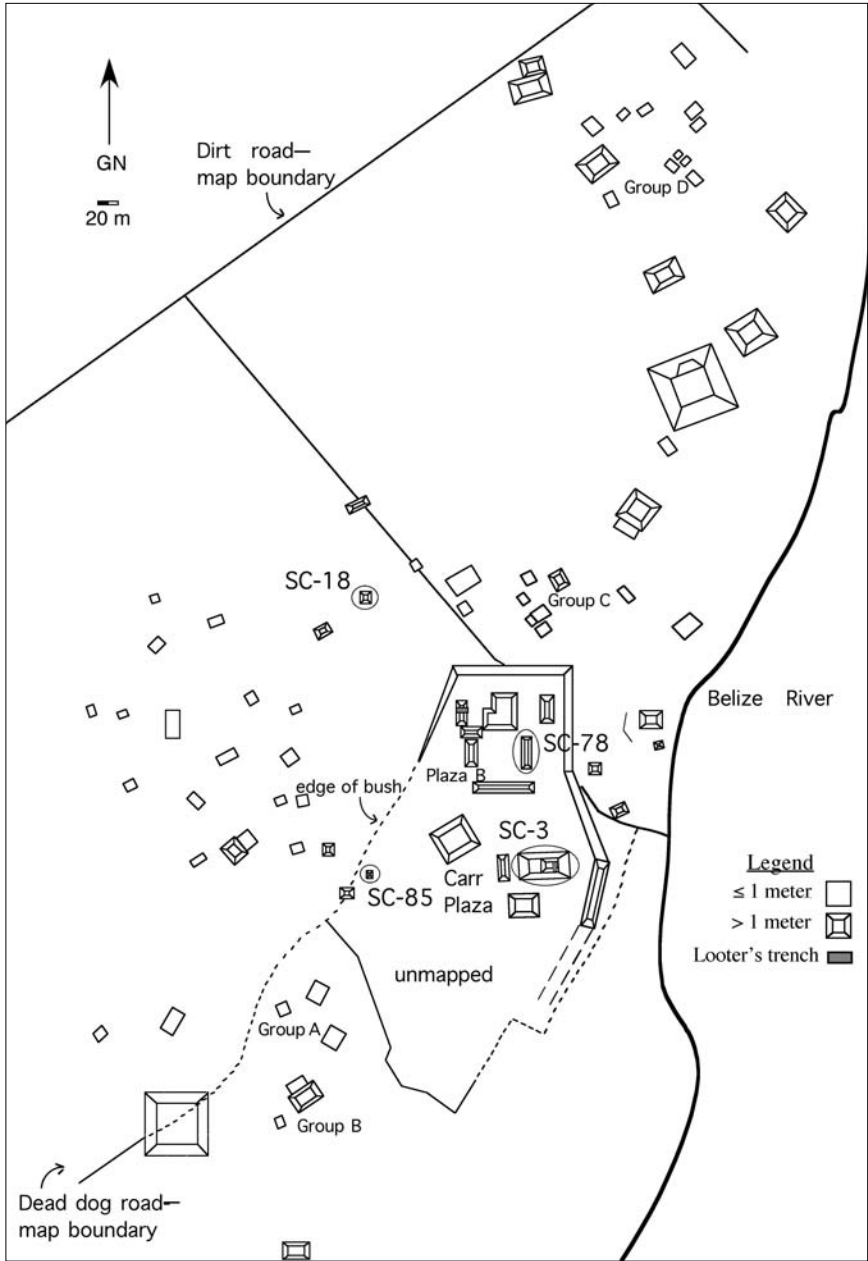 GN
20 m
Dirt road—
map boundary
Group D
SC-18
Group C
Belize River
SC-78
Plaza B
edge of bush
SC-3
Carr
Plaza
SC-85
unmapped
Legend
≤ 1 meter
> 1 meter
Looter's trench
Group A
Group B
Dead dog road—
map boundary